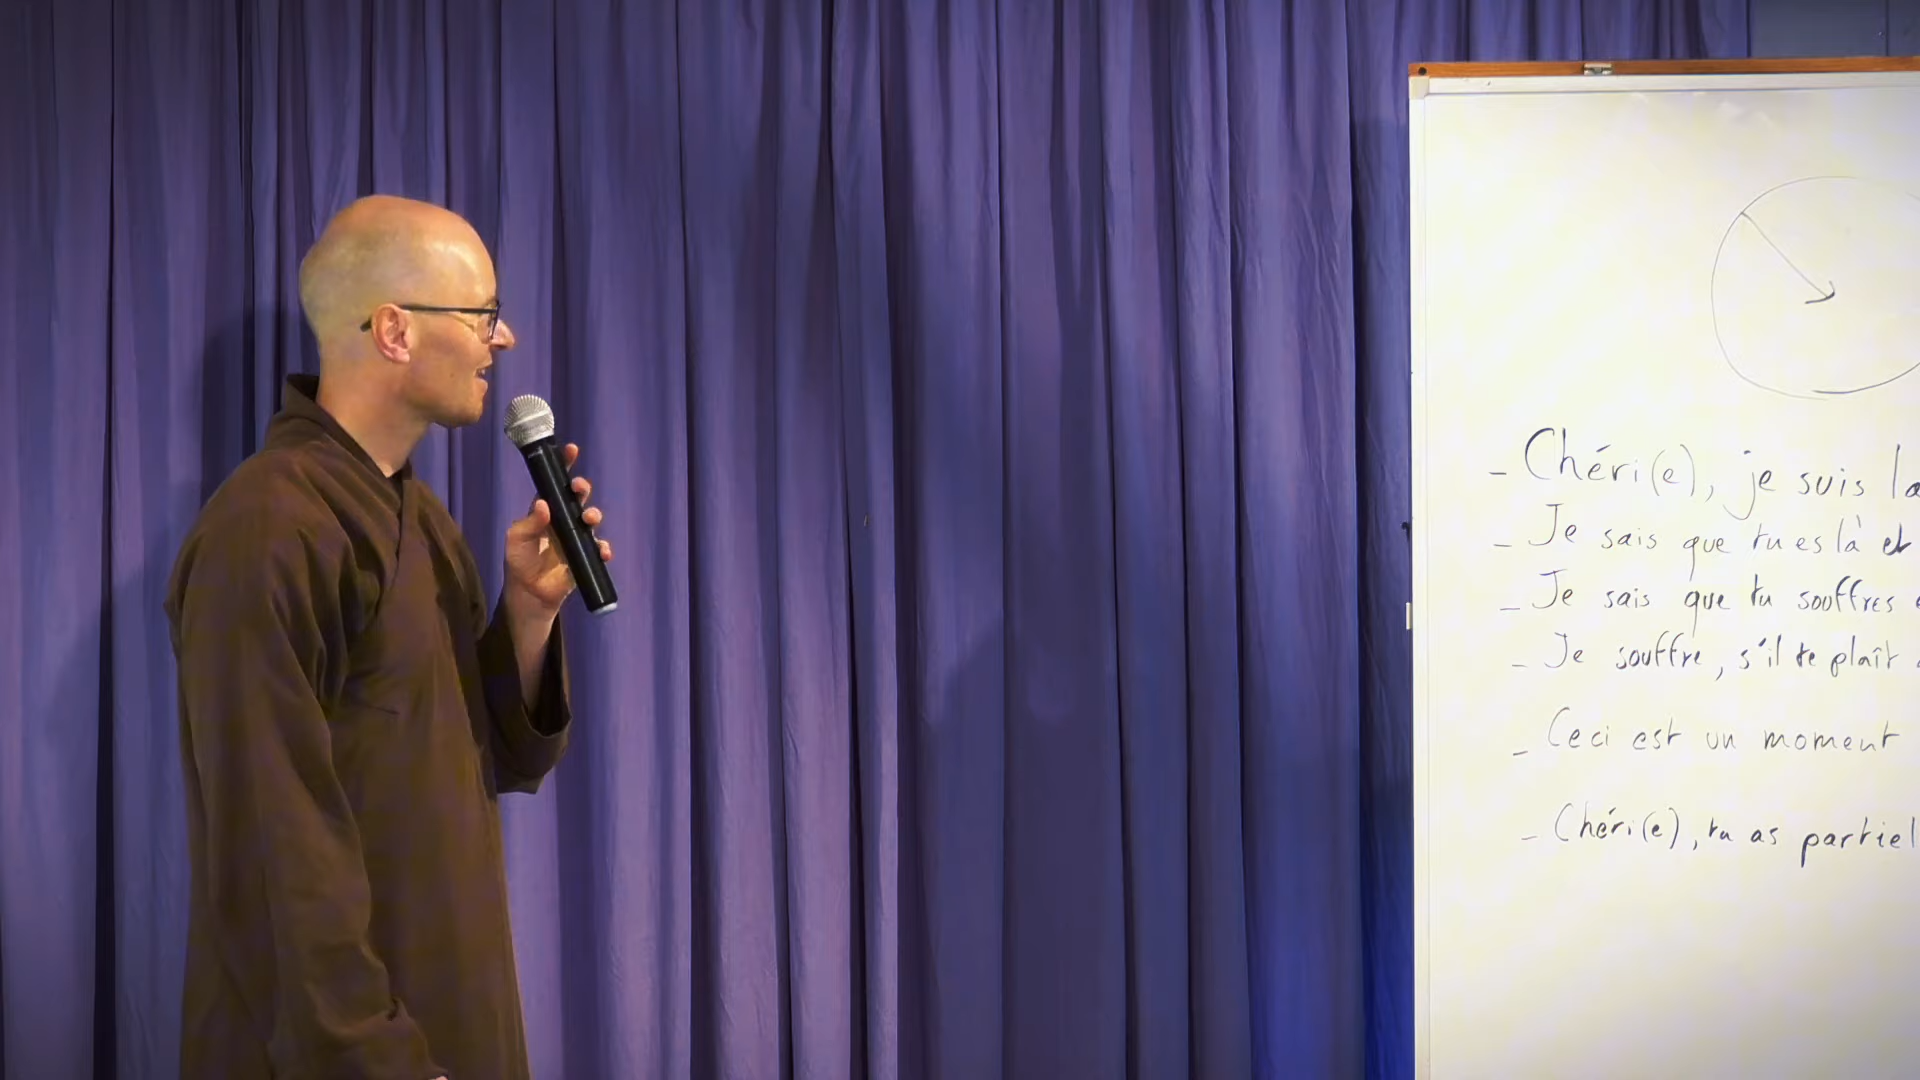 - Chéri(e), je suis la
- Je sais que tu es là et
- Je sais que tu souffres
- Je souffre, s'il te plaît
- Ceci est un moment
- Chéri(e), tu as partiel